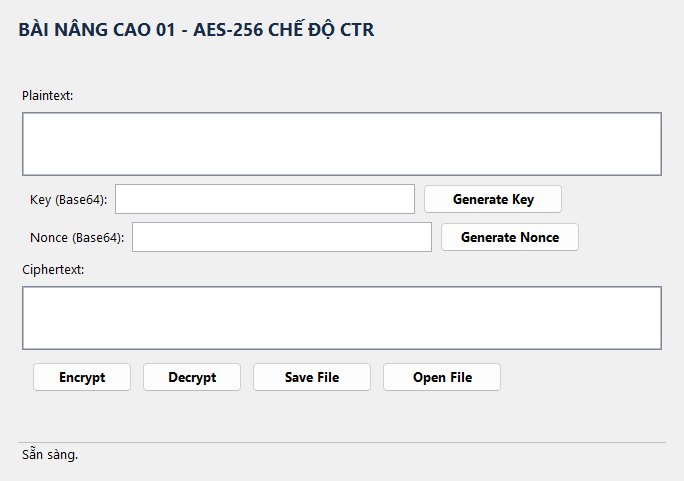 BÀI NÂNG CAO 01 - AES-256 CHẾ ĐỘ CTR
Plaintext:
Key (Base64): Generate Key
Nonce (Base64): Generate Nonce
Ciphertext:
Encrypt Decrypt Save File Open File
Sẵn sàng.